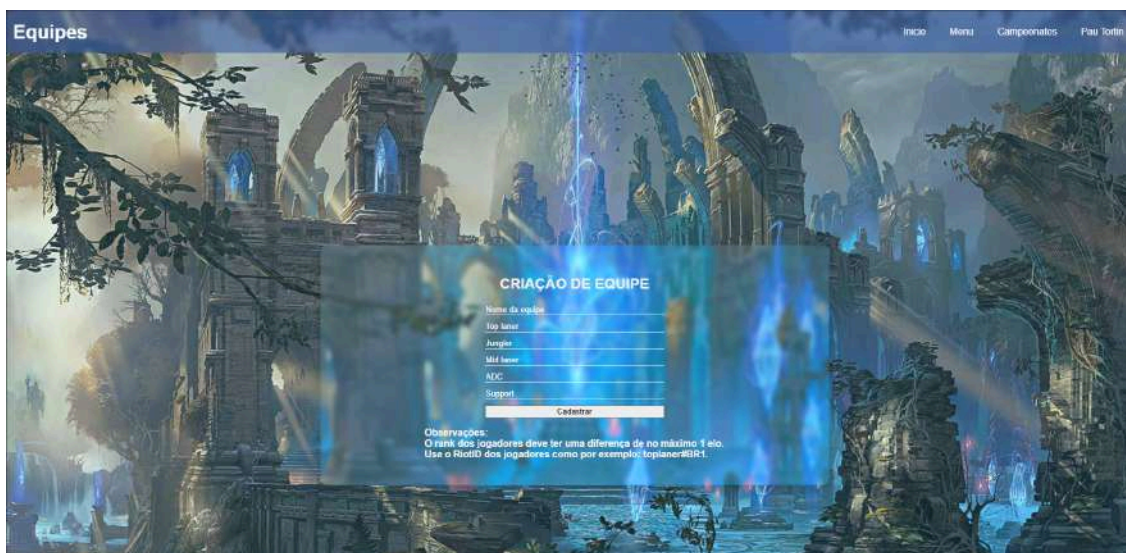 Equipes
Inicio Menu Campeonatos Pau Tortin
CRIAÇÃO DE EQUIPE
Nome da equipe
Top laner
Jungler
Mid laner
ADC
Support
Cadastrar
Observações:
O rank dos jogadores deve ter uma diferença de no máximo 1 elo.
Use o RiotID dos jogadores como por exemplo: toplaner#BR1.